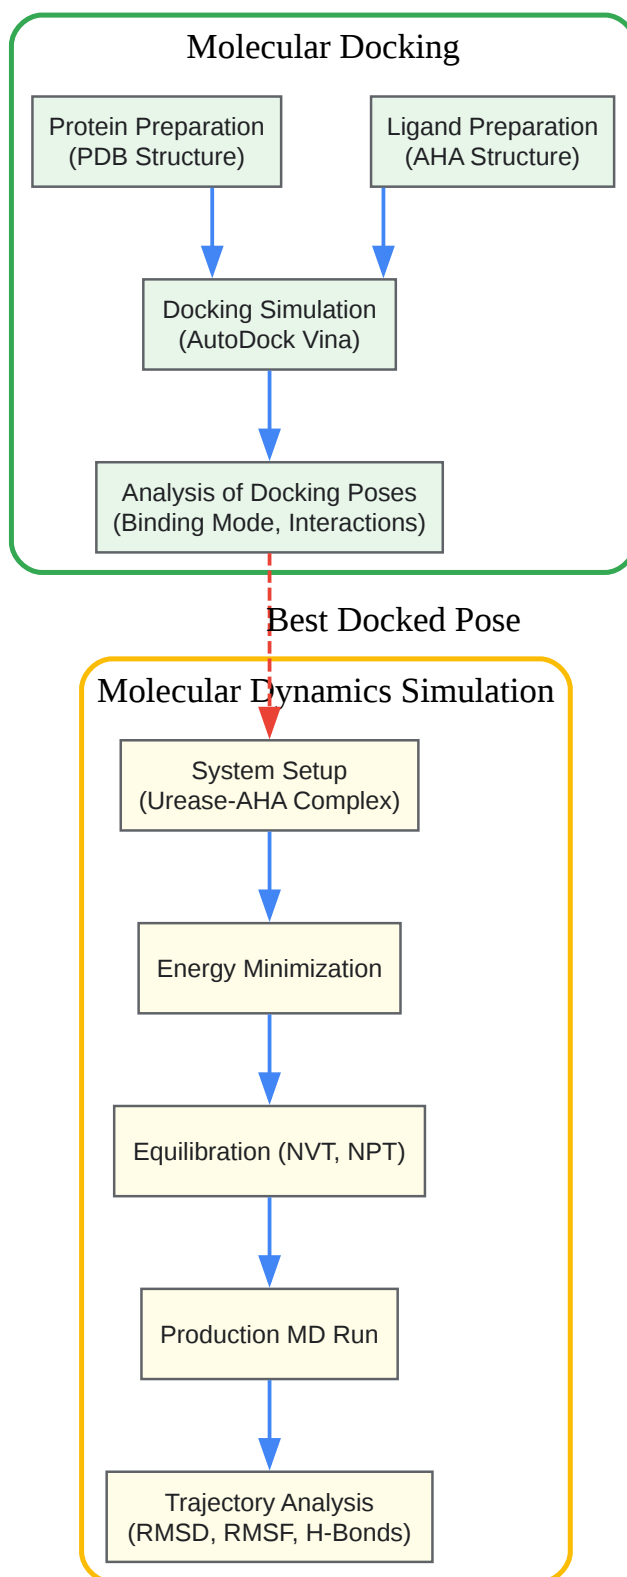 Molecular Docking
Protein Preparation
(PDB Structure)
Ligand Preparation
(AHA Structure)
Docking Simulation
(AutoDock Vina)
Analysis of Docking Poses
(Binding Mode, Interactions)
Best Docked Pose
Molecular Dynamics Simulation
System Setup
(Urease-AHA Complex)
Energy Minimization
Equilibration (NVT, NPT)
Production MD Run
Trajectory Analysis
(RMSD, RMSF, H-Bonds)